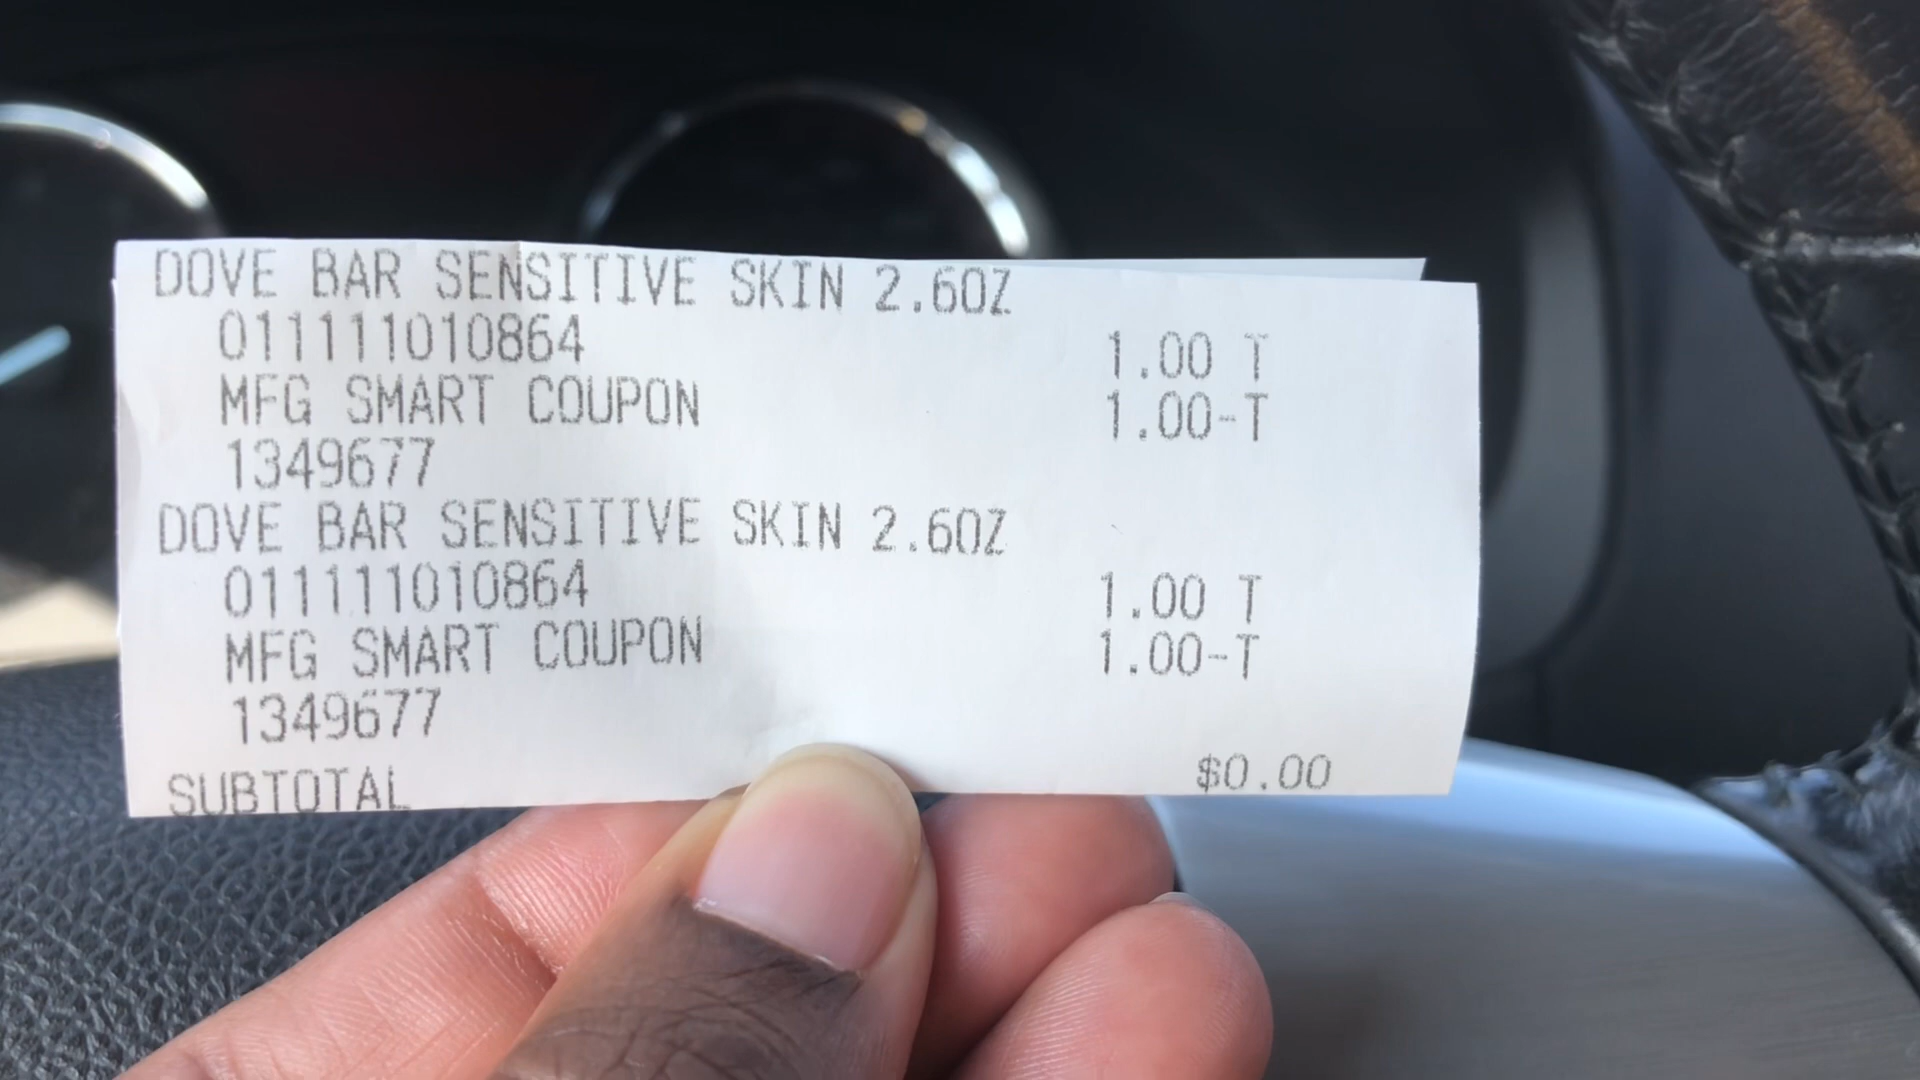 DOVE BAR SENSITIVE SKIN 2.6OZ
011111010864 1.00 T
MFG SMART COUPON 1.00-T
1349677
DOVE BAR SENSITIVE SKIN 2.6OZ
011111010864 1.00 T
MFG SMART COUPON 1.00-T
1349677
SUBTOTAL $0.00